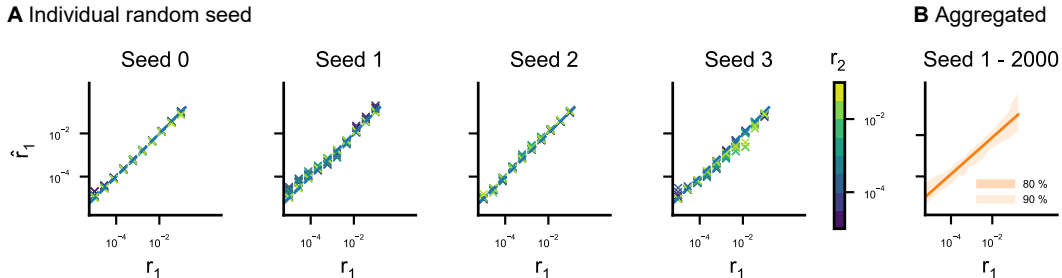 A Individual random seed
B Aggregated
Seed 0
Seed 1
Seed 2
Seed 3
r₂
Seed 1 - 2000
r̂₁
10⁻²
10⁻⁴
10⁻²
10⁻⁴
80 %
90 %
10⁻⁴ 10⁻²
10⁻⁴ 10⁻²
10⁻⁴ 10⁻²
10⁻⁴ 10⁻²
10⁻⁴ 10⁻²
r₁
r₁
r₁
r₁
r₁